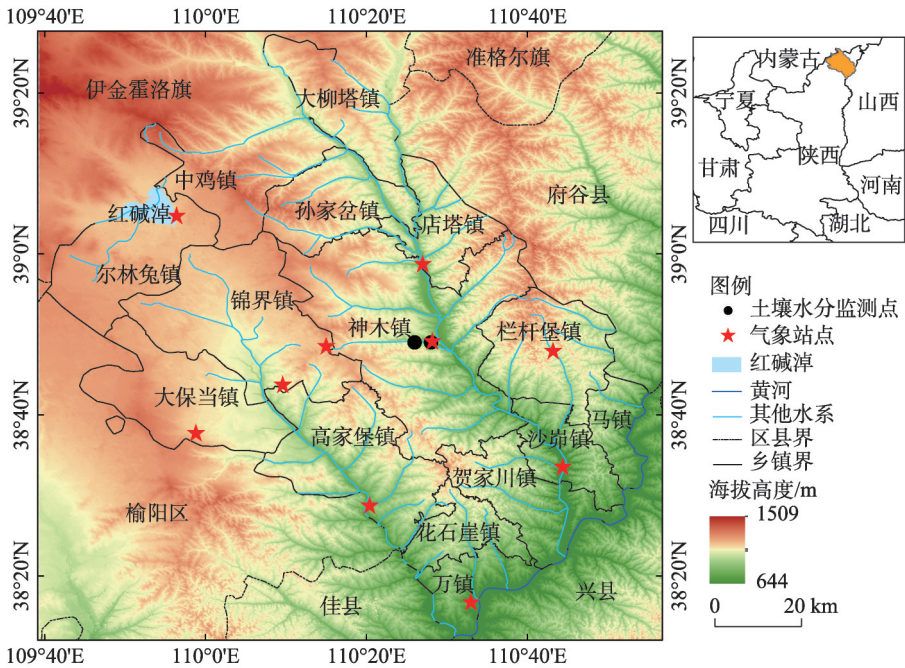 109°40'E
110°0'E
110°20'E
110°40'E
39°20'N
39°0'N
38°40'N
38°20'N
伊金霍洛旗
准格尔旗
大柳塔镇
中鸡镇
府谷县
红碱淖
孙家岔镇
店塔镇
尔林兔镇
锦界镇
神木镇
栏杆堡镇
大保当镇
马镇
高家堡镇
沙峁镇
贺家川镇
榆阳区
花石崖镇
万镇
佳县
兴县
109°40'E
110°0'E
110°20'E
110°40'E
39°20'N
39°0'N
38°40'N
38°20'N
内蒙古
宁夏
山西
陕西
甘肃
河南
四川
湖北
图例
土壤水分监测点
气象站点
红碱淖
黄河
其他水系
区县界
乡镇界
海拔高度/m
1509
644
0 20 km